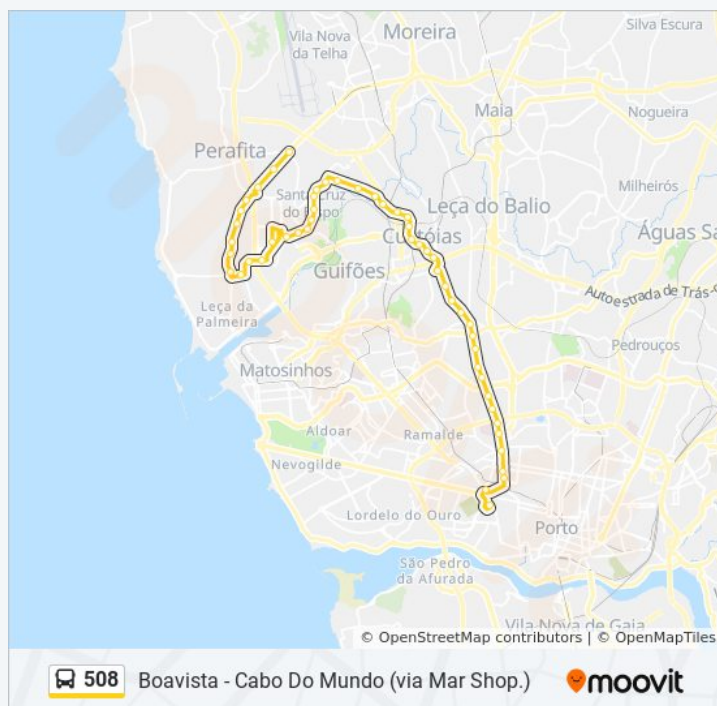 Silva Escura
Vila Nova
da Telha
Moreira
Nogueira
Maia
Perafita
Milheirós
Santa Cruz
do Bispo
Leça do Balio
Custóias
Águas Sa
Guifões
Autoestrada de Trás-o
Leça da
Palmeira
Pedrouços
Matosinhos
Aldoar
Ramalde
Nevogilde
Lordelo do Ouro
Porto
São Pedro
da Afurada
Vila Nova de Gaia
© OpenStreetMap contributors | © OpenMapTiles
508 Boavista - Cabo Do Mundo (via Mar Shop.) moovit